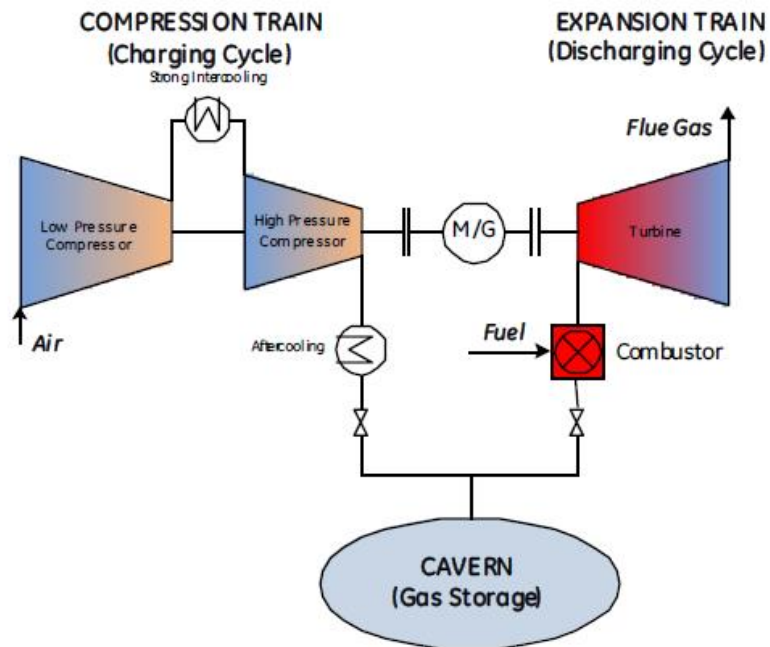 COMPRESSION TRAIN
(Charging Cycle)
Strong Intercooling
EXPANSION TRAIN
(Discharging Cycle)
Flue Gas
Low Pressure
Compressor
High Pressure
Compressor
M/G
Turbine
Air
Aftercooling
Fuel
Combustor
CAVERN
(Gas Storage)